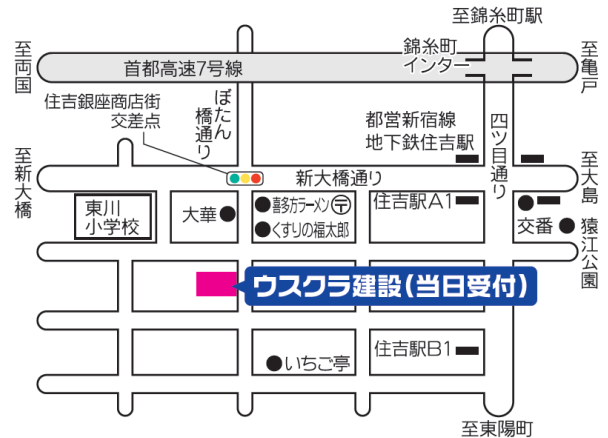 至錦糸町駅
至両国
首都高速7号線
錦糸町
インター
至亀戸
住吉銀座商店街
交差点
ぼたん
橋通り
都営新宿線
地下鉄住吉駅
四ツ目通り
至新大橋
新大橋通り
至大島
東川
小学校
大華
喜多方ラーメン〒
くすりの福太郎
住吉駅A1
交番
猿江公園
ウスクラ建設(当日受付)
いちご亭
住吉駅B1
至東陽町